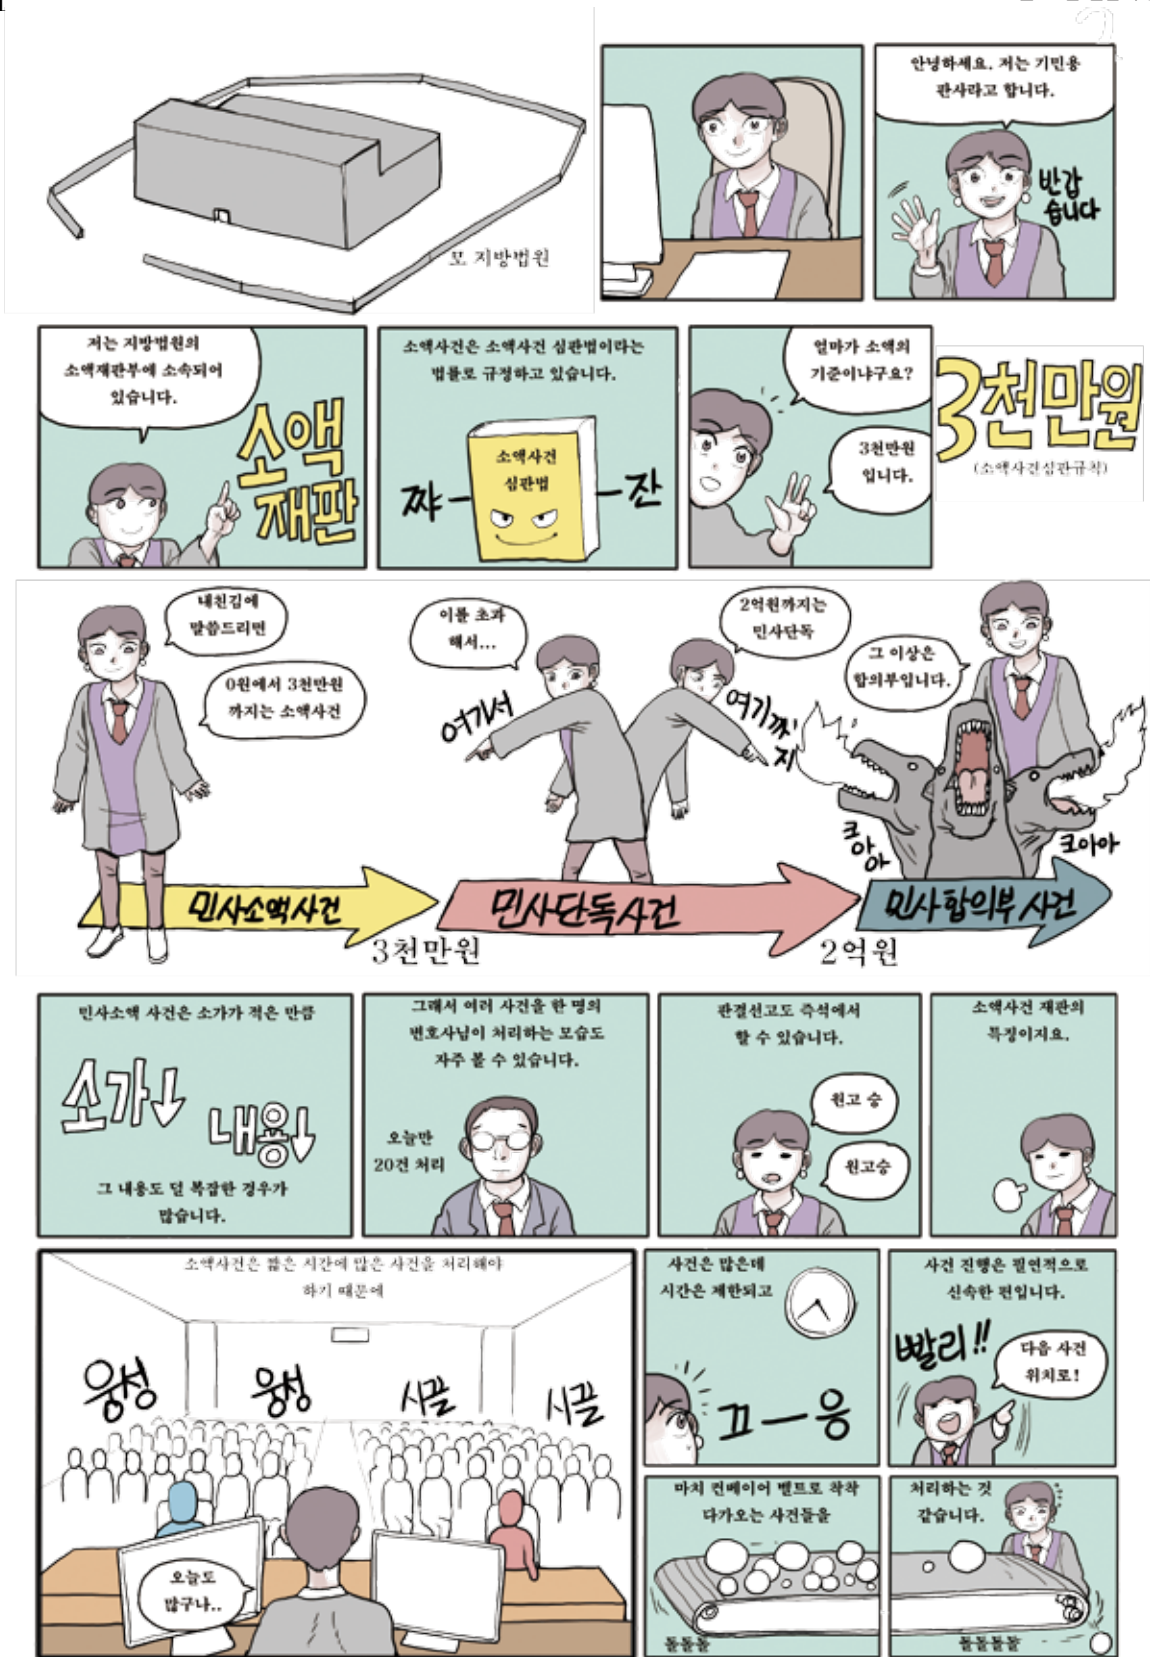 모 지방법원
안녕하세요. 저는 기민용
판사라고 합니다.
반갑
습니다
저는 지방법원의
소액재판부에 소속되어
있습니다.
소액
재판
소액사건은 소액사건 심판법이라는
법률로 규정하고 있습니다.
소액사건
심판법
쨔—
—잔
얼마가 소액의
기준이냐구요?
3천만원
입니다.
3천만원
(소액사건심판규칙)
내친김에
말씀드리면
0원에서 3천만원
까지는 소액사건
이를 초과
해서...
여기서
2억원까지는
민사단독
여기까
지
그 이상은
합의부입니다.
크아
아
크아아
민사소액사건
3천만원
민사단독사건
2억원
민사합의부사건
민사소액 사건은 소가가 적은 만큼
소가↓
내용↓
그 내용도 덜 복잡한 경우가
많습니다.
그래서 여러 사건을 한 명의
변호사님이 처리하는 모습도
자주 볼 수 있습니다.
오늘만
20건 처리
판결선고도 즉석에서
할 수 있습니다.
원고 승
원고승
소액사건 재판의
특징이지요.
소액사건은 짧은 시간에 많은 사건을 처리해야
하기 때문에
웅성
웅성
시끌
시끌
오늘도
많구나..
사건은 많은데
시간은 제한되고
끄—응
사건 진행은 필연적으로
신속한 편입니다.
빨리!!
다음 사건
위치로!
마치 컨베이어 벨트로 착착
다가오는 사건들을
돌돌돌
처리하는 것
같습니다.
돌돌돌돌